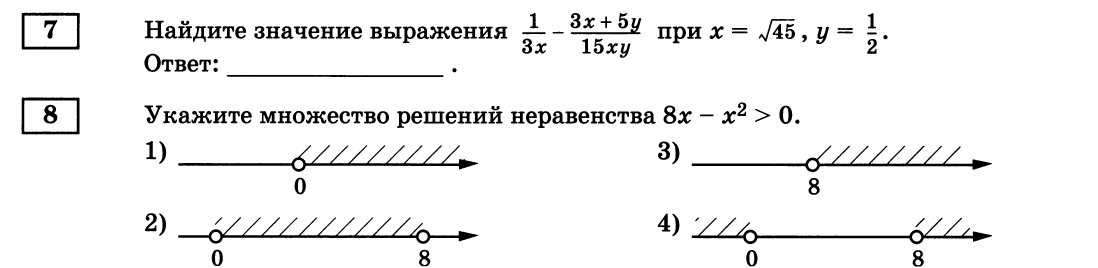 7 Найдите значение выражения 1/(3x) − (3x + 5y)/(15xy) при x = √45, y = 1/2.
Ответ: ____________________ .
8 Укажите множество решений неравенства 8x − x² > 0.
1) 0
3) 8
2) 0 8
4) 0 8